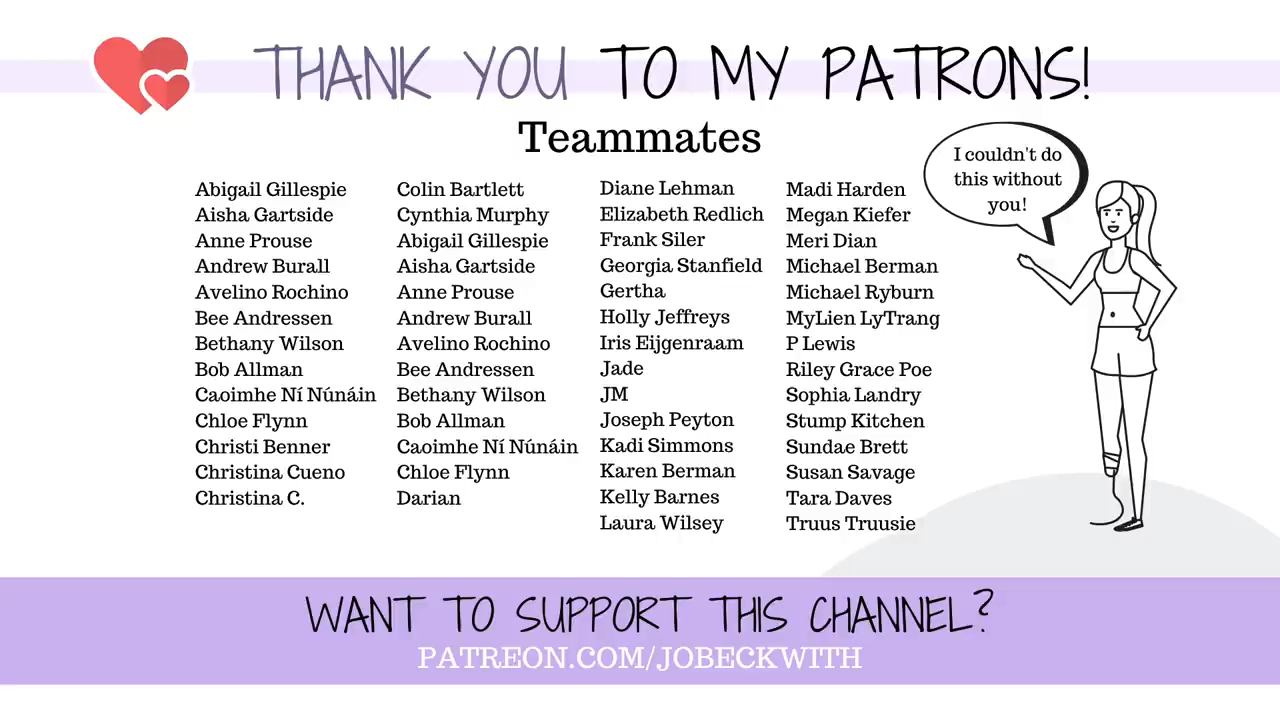 THANK YOU TO MY PATRONS!
Teammates
Abigail Gillespie
Aisha Gartside
Anne Prouse
Andrew Burall
Avelino Rochino
Bee Andressen
Bethany Wilson
Bob Allman
Caoimhe Ní Núnáin
Chloe Flynn
Christi Benner
Christina Cueno
Christina C.
Colin Bartlett
Cynthia Murphy
Abigail Gillespie
Aisha Gartside
Anne Prouse
Andrew Burall
Avelino Rochino
Bee Andressen
Bethany Wilson
Bob Allman
Caoimhe Ní Núnáin
Chloe Flynn
Darian
Diane Lehman
Elizabeth Redlich
Frank Siler
Georgia Stanfield
Gertha
Holly Jeffreys
Iris Eijgenraam
Jade
JM
Joseph Peyton
Kadi Simmons
Karen Berman
Kelly Barnes
Laura Wilsey
Madi Harden
Megan Kiefer
Meri Dian
Michael Berman
Michael Ryburn
MyLien LyTrang
P Lewis
Riley Grace Poe
Sophia Landry
Stump Kitchen
Sundae Brett
Susan Savage
Tara Daves
Truus Truusie
I couldn't do
this without
you!
WANT TO SUPPORT THIS CHANNEL?
PATREON.COM/JOBECKWITH